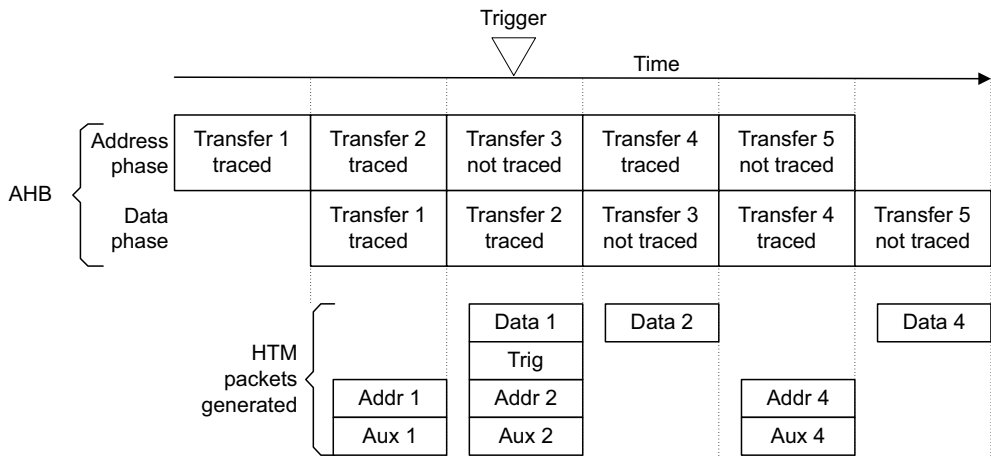 Trigger
Time
AHB
Address
phase
Transfer 1
traced
Transfer 2
traced
Transfer 3
not traced
Transfer 4
traced
Transfer 5
not traced
Data
phase
Transfer 1
traced
Transfer 2
traced
Transfer 3
not traced
Transfer 4
traced
Transfer 5
not traced
HTM
packets
generated
Data 1
Data 2
Data 4
Trig
Addr 1
Addr 2
Addr 4
Aux 1
Aux 2
Aux 4